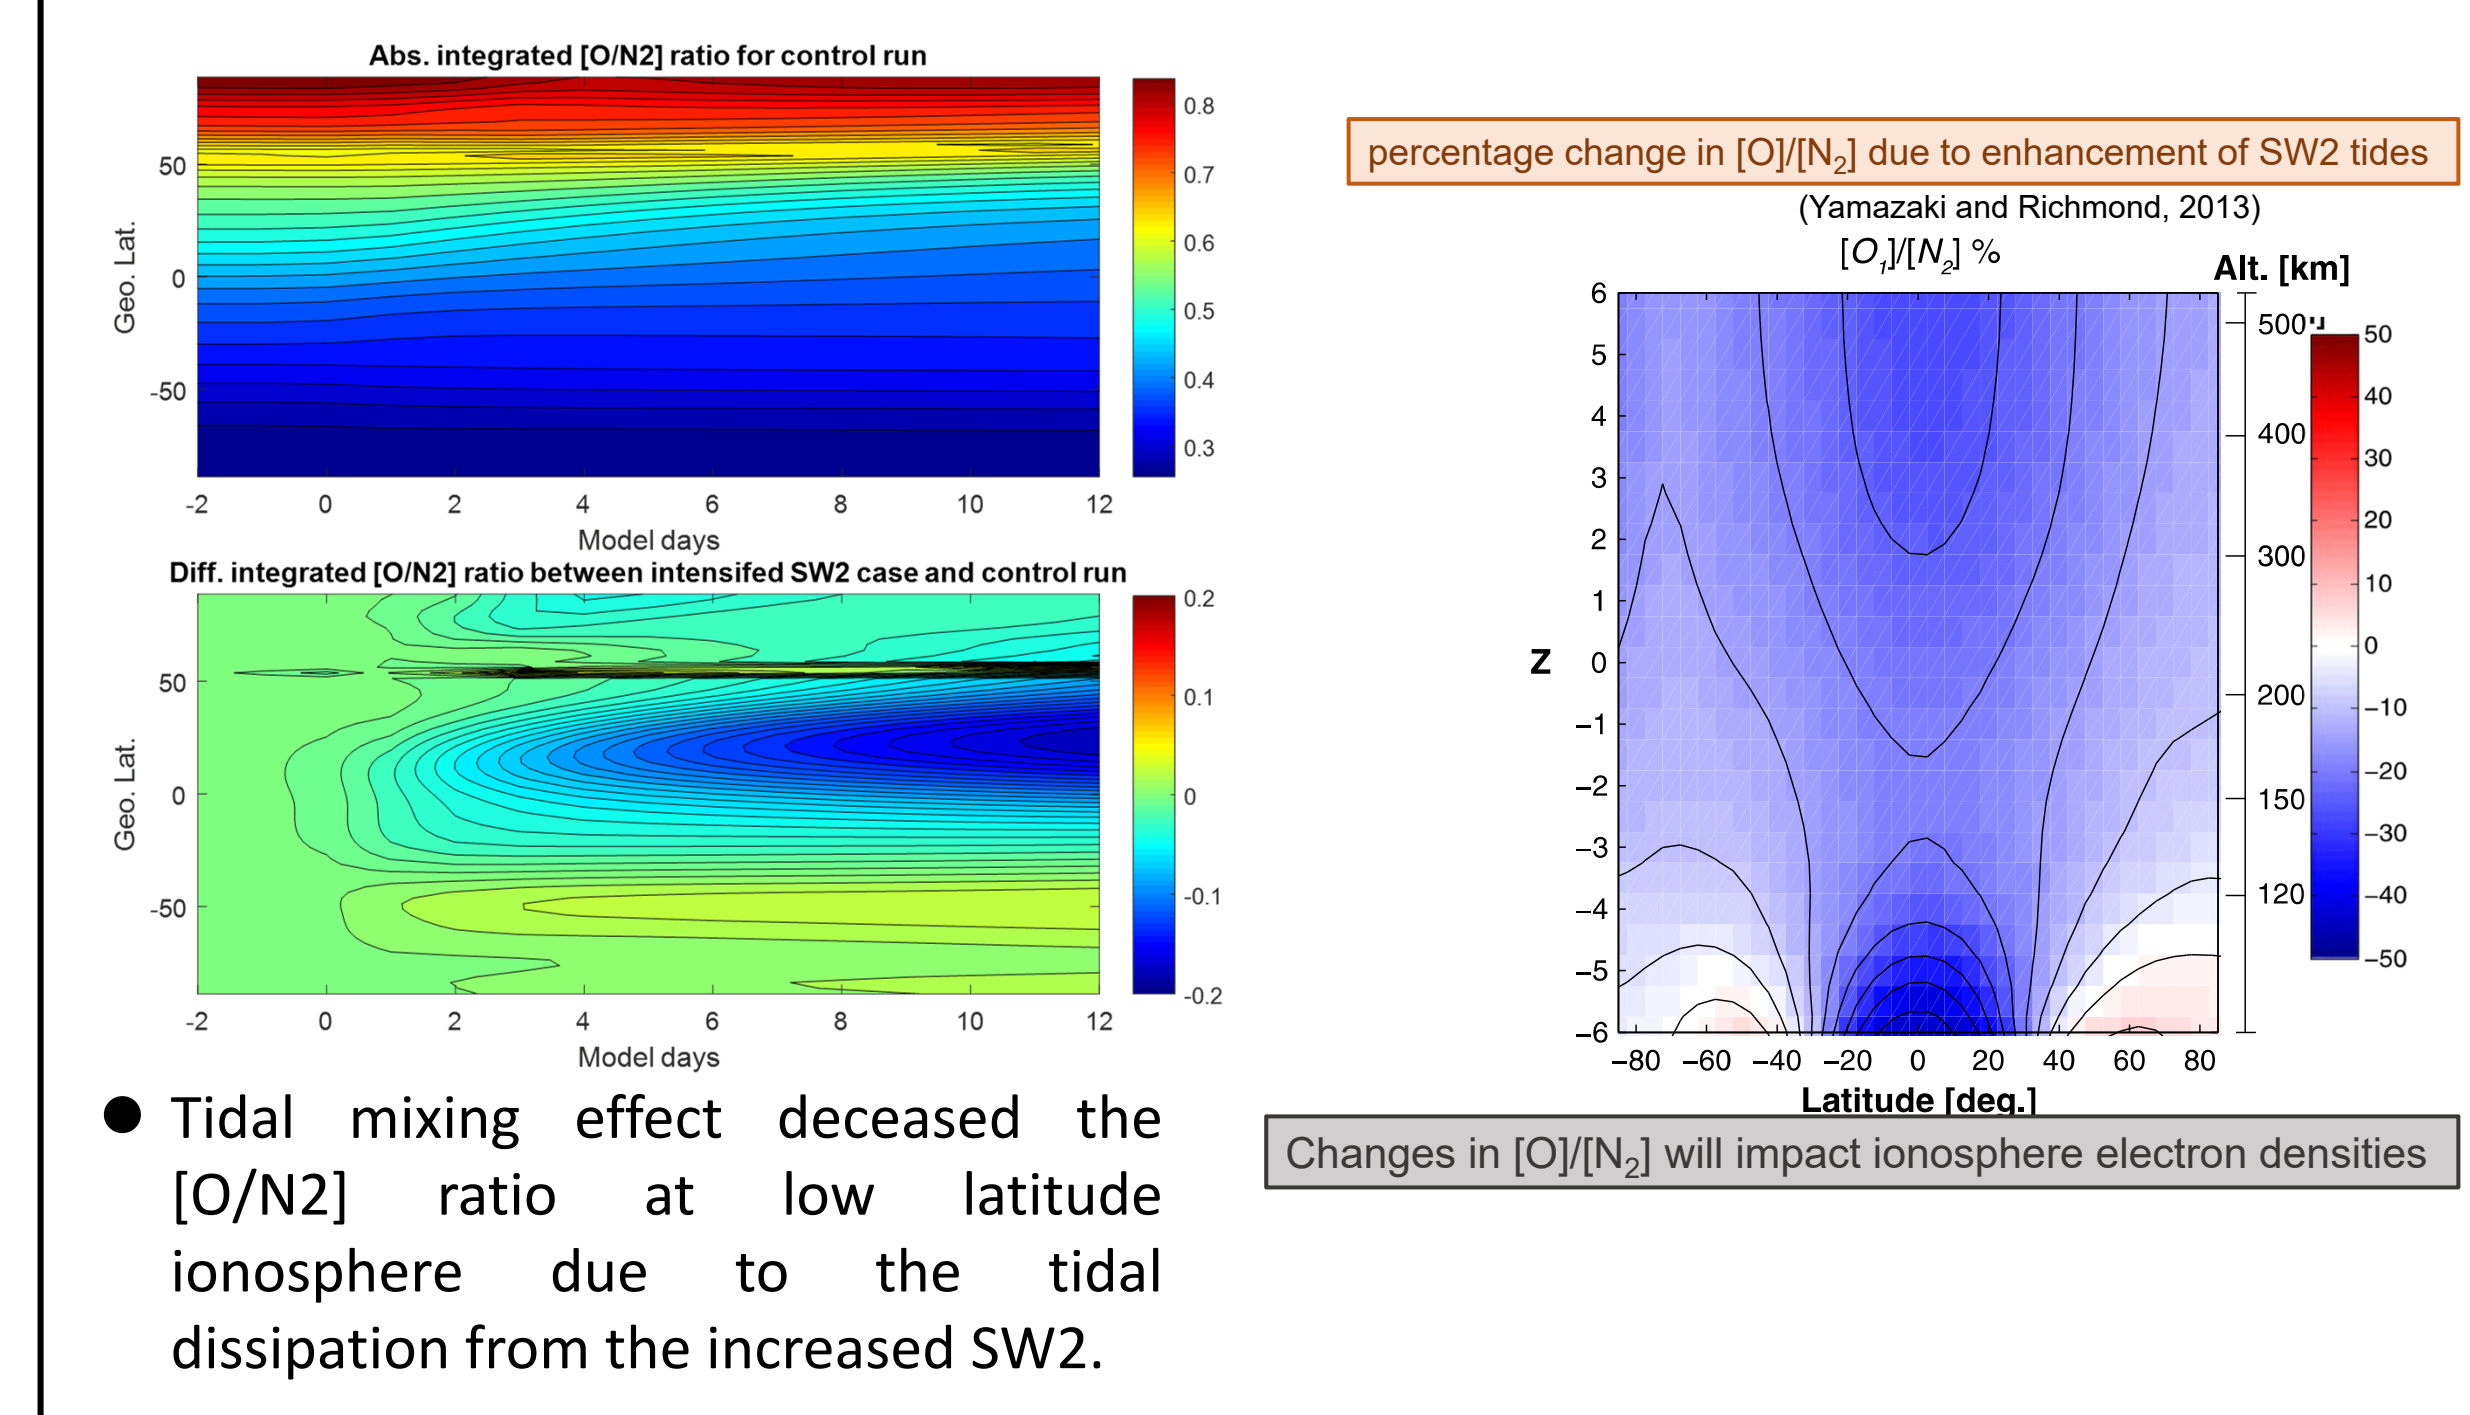 Abs. integrated [O/N2] ratio for control run
0.8
0.7
0.6
0.5
0.4
0.3
50
0
-50
Geo. Lat.
-2 0 2 4 6 8 10 12
Model days
Diff. integrated [O/N2] ratio between intensifed SW2 case and control run
0.2
0.1
0
-0.1
-0.2
50
0
-50
Geo. Lat.
-2 0 2 4 6 8 10 12
Model days
● Tidal mixing effect deceased the
[O/N2] ratio at low latitude
ionosphere due to the tidal
dissipation from the increased SW2.
percentage change in [O]/[N2] due to enhancement of SW2 tides
(Yamazaki and Richmond, 2013)
[O1]/[N2] %
Alt. [km]
6
5
4
3
2
1
0
−1
−2
−3
−4
−5
−6
Z
500
400
300
200
150
120
50
40
30
20
10
0
−10
−20
−30
−40
−50
−80 −60 −40 −20 0 20 40 60 80
Latitude [deg.]
Changes in [O]/[N2] will impact ionosphere electron densities